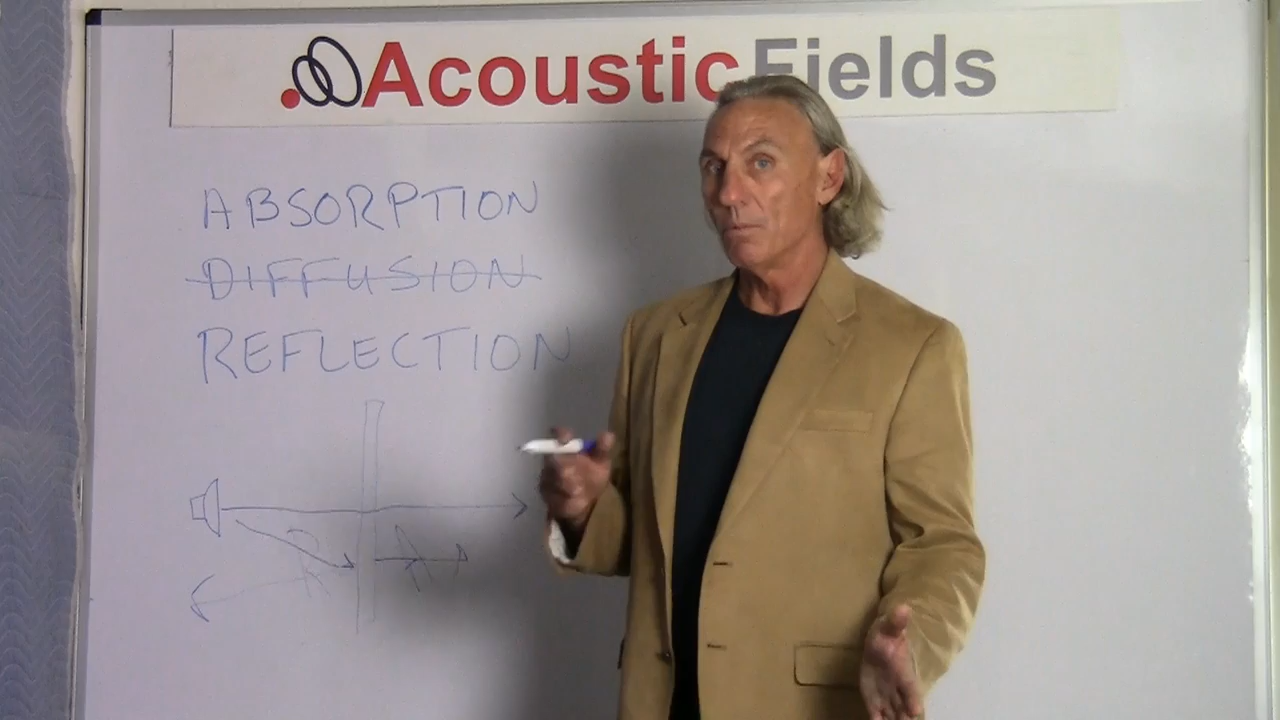 AcousticFields
ABSORPTION
DIFFUSION
REFLECTION
R
A